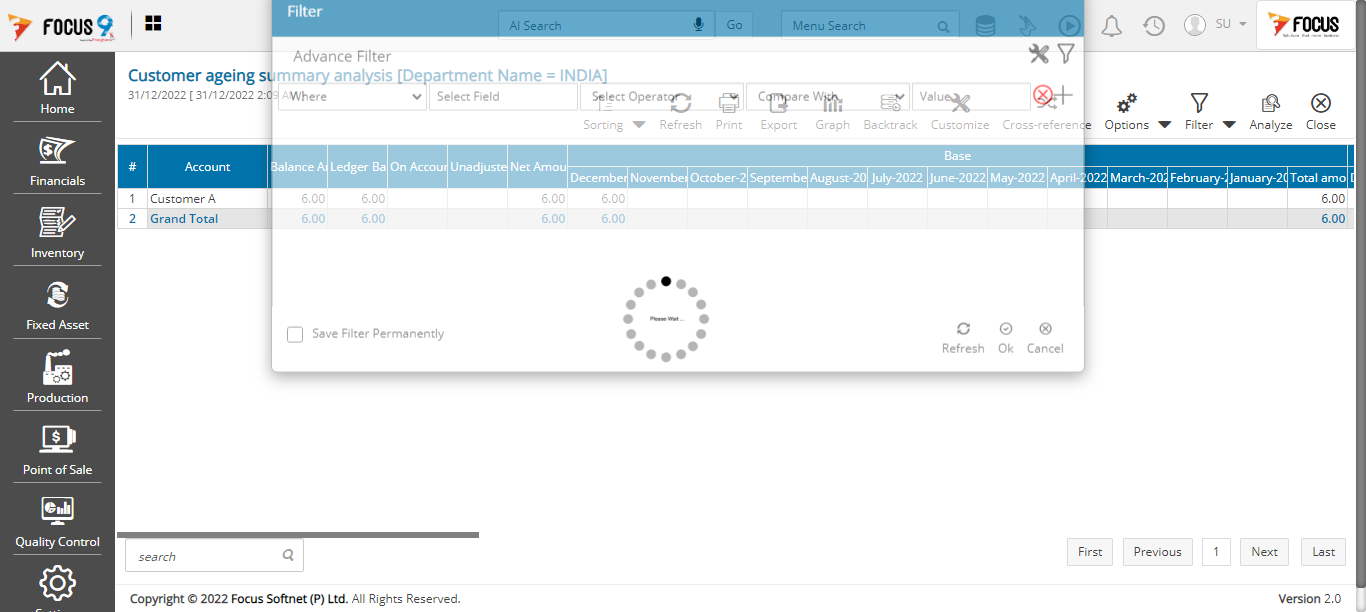 FOCUS 9
Filter
AI Search
Go
Menu Search
SU
FOCUS
Advance Filter
Customer ageing summary analysis [Department Name = INDIA]
31/12/2022 [ 31/12/2022 2:09
Where
Select Field
Select Operator
Compare With
Value
Sorting
Refresh
Print
Export
Graph
Backtrack
Customize
Cross-reference
Options
Filter
Analyze
Close
Home
Financials
Inventory
Fixed Asset
Production
Point of Sale
Quality Control
# Account Balance A Ledger Ba On Accour Unadjuste Net Amou Base
December November October-2 Septembe August-20 July-2022 June-2022 May-2022 April-2022 March-202 February-2 January-20 Total amo
1 Customer A 6.00 6.00 6.00 6.00 6.00
2 Grand Total 6.00 6.00 6.00 6.00 6.00
Please Wait ...
Save Filter Permanently
Refresh
Ok
Cancel
search
First
Previous
1
Next
Last
Copyright © 2022 Focus Softnet (P) Ltd. All Rights Reserved.
Version 2.0